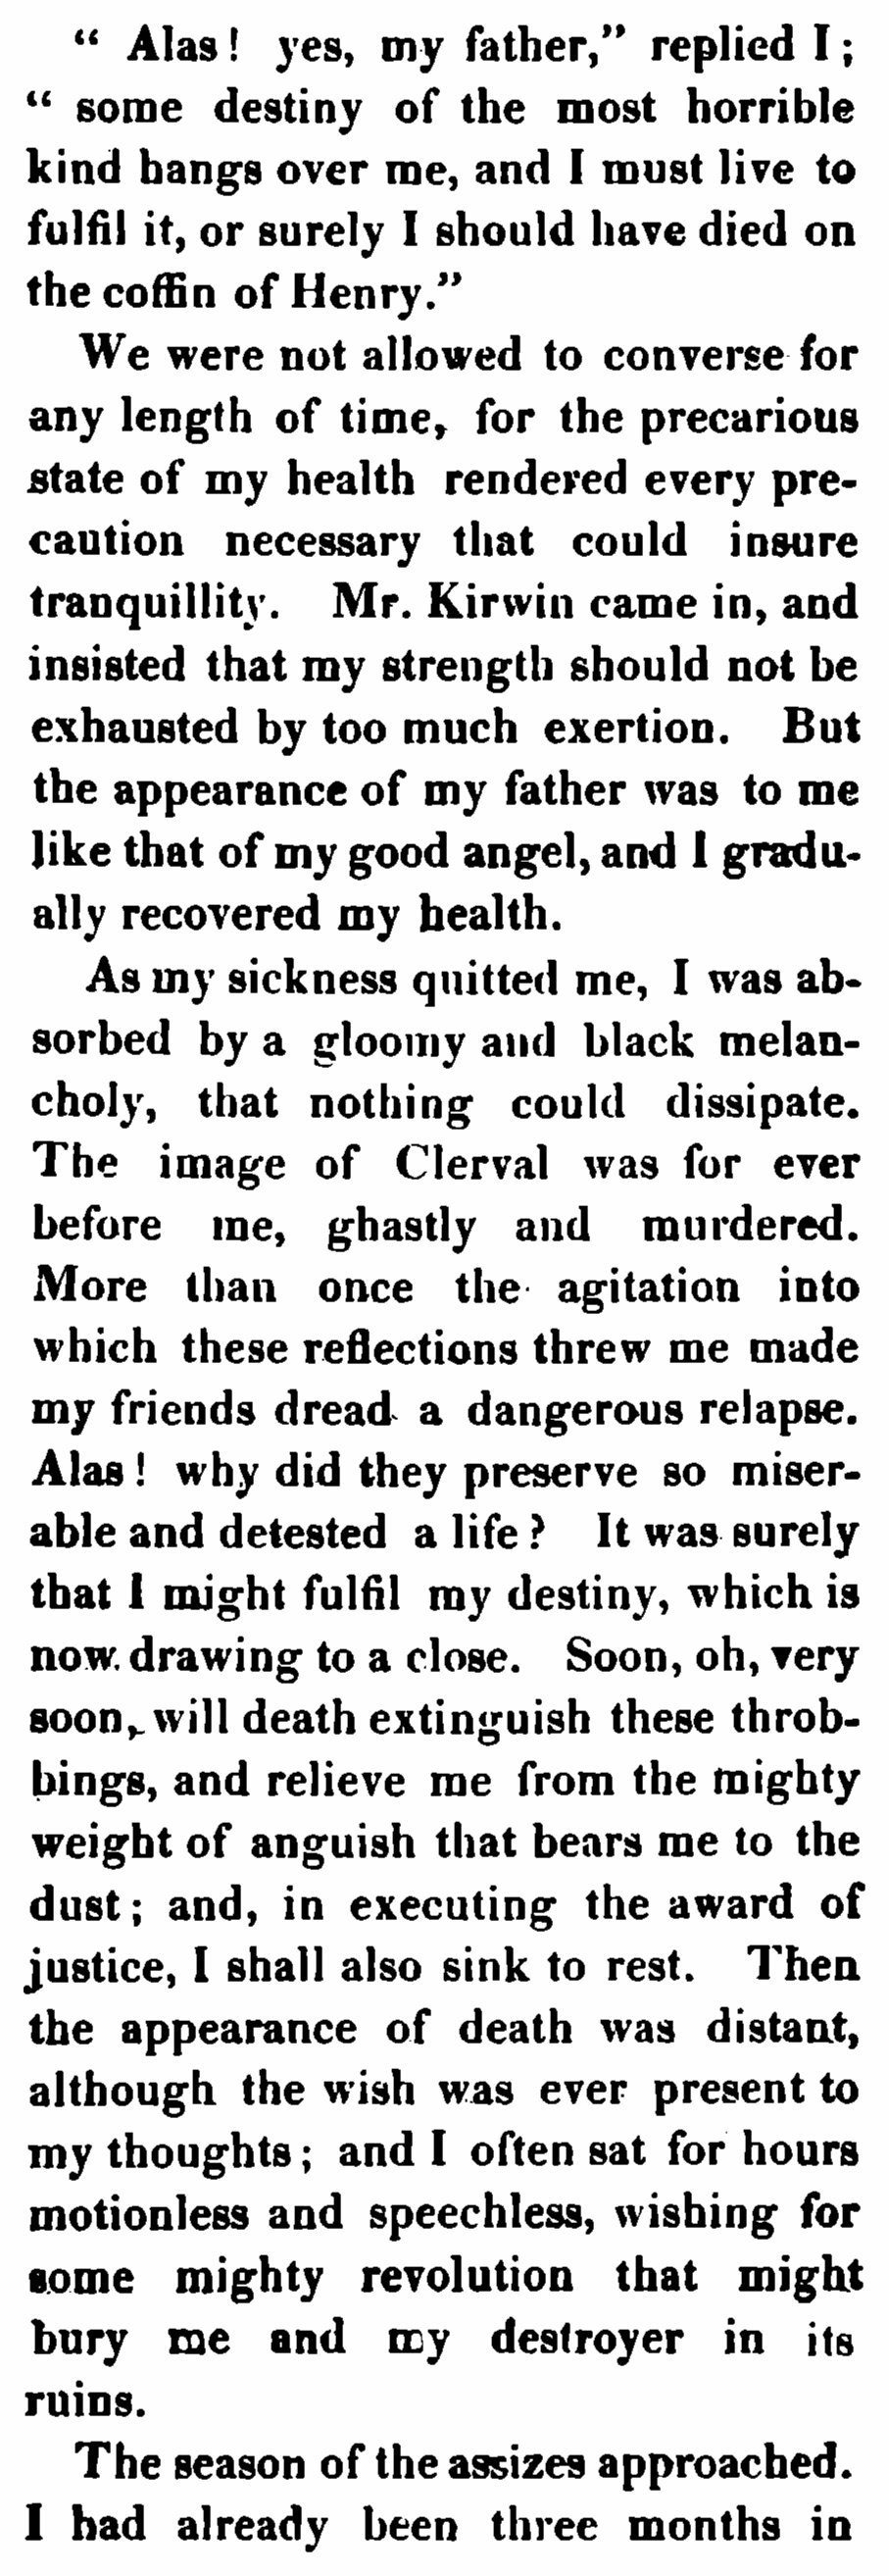 “ Alas! yes, my father,” replied I;
“ some destiny of the most horrible
kind hangs over me, and I must live to
fulfil it, or surely I should have died on
the coffin of Henry.”
We were not allowed to converse for
any length of time, for the precarious
state of my health rendered every pre-
caution necessary that could insure
tranquillity. Mr. Kirwin came in, and
insisted that my strength should not be
exhausted by too much exertion. But
the appearance of my father was to me
like that of my good angel, and I gradu-
ally recovered my health.
As my sickness quitted me, I was ab-
sorbed by a gloomy and black melan-
choly, that nothing could dissipate.
The image of Clerval was for ever
before me, ghastly and murdered.
More than once the agitation into
which these reflections threw me made
my friends dread a dangerous relapse.
Alas! why did they preserve so miser-
able and detested a life? It was surely
that I might fulfil my destiny, which is
now drawing to a close. Soon, oh, very
soon, will death extinguish these throb-
bings, and relieve me from the mighty
weight of anguish that bears me to the
dust; and, in executing the award of
justice, I shall also sink to rest. Then
the appearance of death was distant,
although the wish was ever present to
my thoughts; and I often sat for hours
motionless and speechless, wishing for
some mighty revolution that might
bury me and my destroyer in its
ruins.
The season of the assizes approached.
I had already been three months in